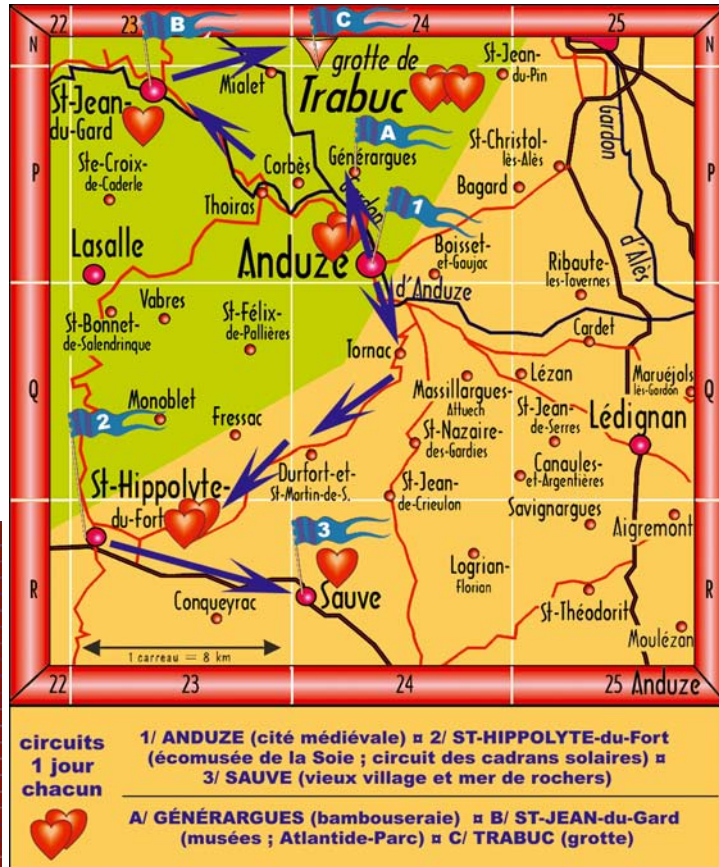 22
23
24
25
N
B
C
N
grotte de
Trabuc
St-Jean-
du-Pin
Mialet
St-Jean-
du-Gard
A
Générargues
St-Christol-
lès-Alès
Gardon
P
P
Ste-Croix-
de-Caderle
Corbès
Bagard
Thoiras
Gardon
1
Lasalle
Anduze
Boisset-
et-Gaujac
d'Alès
Ribaute-
les-Tavernes
d'Anduze
Vabres
St-Bonnet-
de-Salendrinque
St-Félix-
de-Pallières
Cardet
Tornac
Q
Q
Monoblet
Massillargues-
Attuech
Lézan
Maruéjols
lès-Gardon
2
Fressac
St-Nazaire-
des-Gardies
St-Jean-
de-Serres
Lédignan
St-Hippolyte-
du-Fort
Durfort-et-
St-Martin-de-S.
St-Jean-
de-Crieulon
Canaules-
et-Argentières
Savignargues
Aigremont
3
R
R
Logrian-
Florian
Sauve
Conqueyrac
St-Théodorit
Moulézan
1 carreau = 8 km
22
23
24
25
Anduze
circuits
1 jour
chacun
1/ ANDUZE (cité médiévale) ¤ 2/ ST-HIPPOLYTE-du-Fort
(écomusée de la Soie ; circuit des cadrans solaires) ¤
3/ SAUVE (vieux village et mer de rochers)
A/ GÉNÉRARGUES (bambouseraie) ¤ B/ ST-JEAN-du-Gard
(musées ; Atlantide-Parc) ¤ C/ TRABUC (grotte)